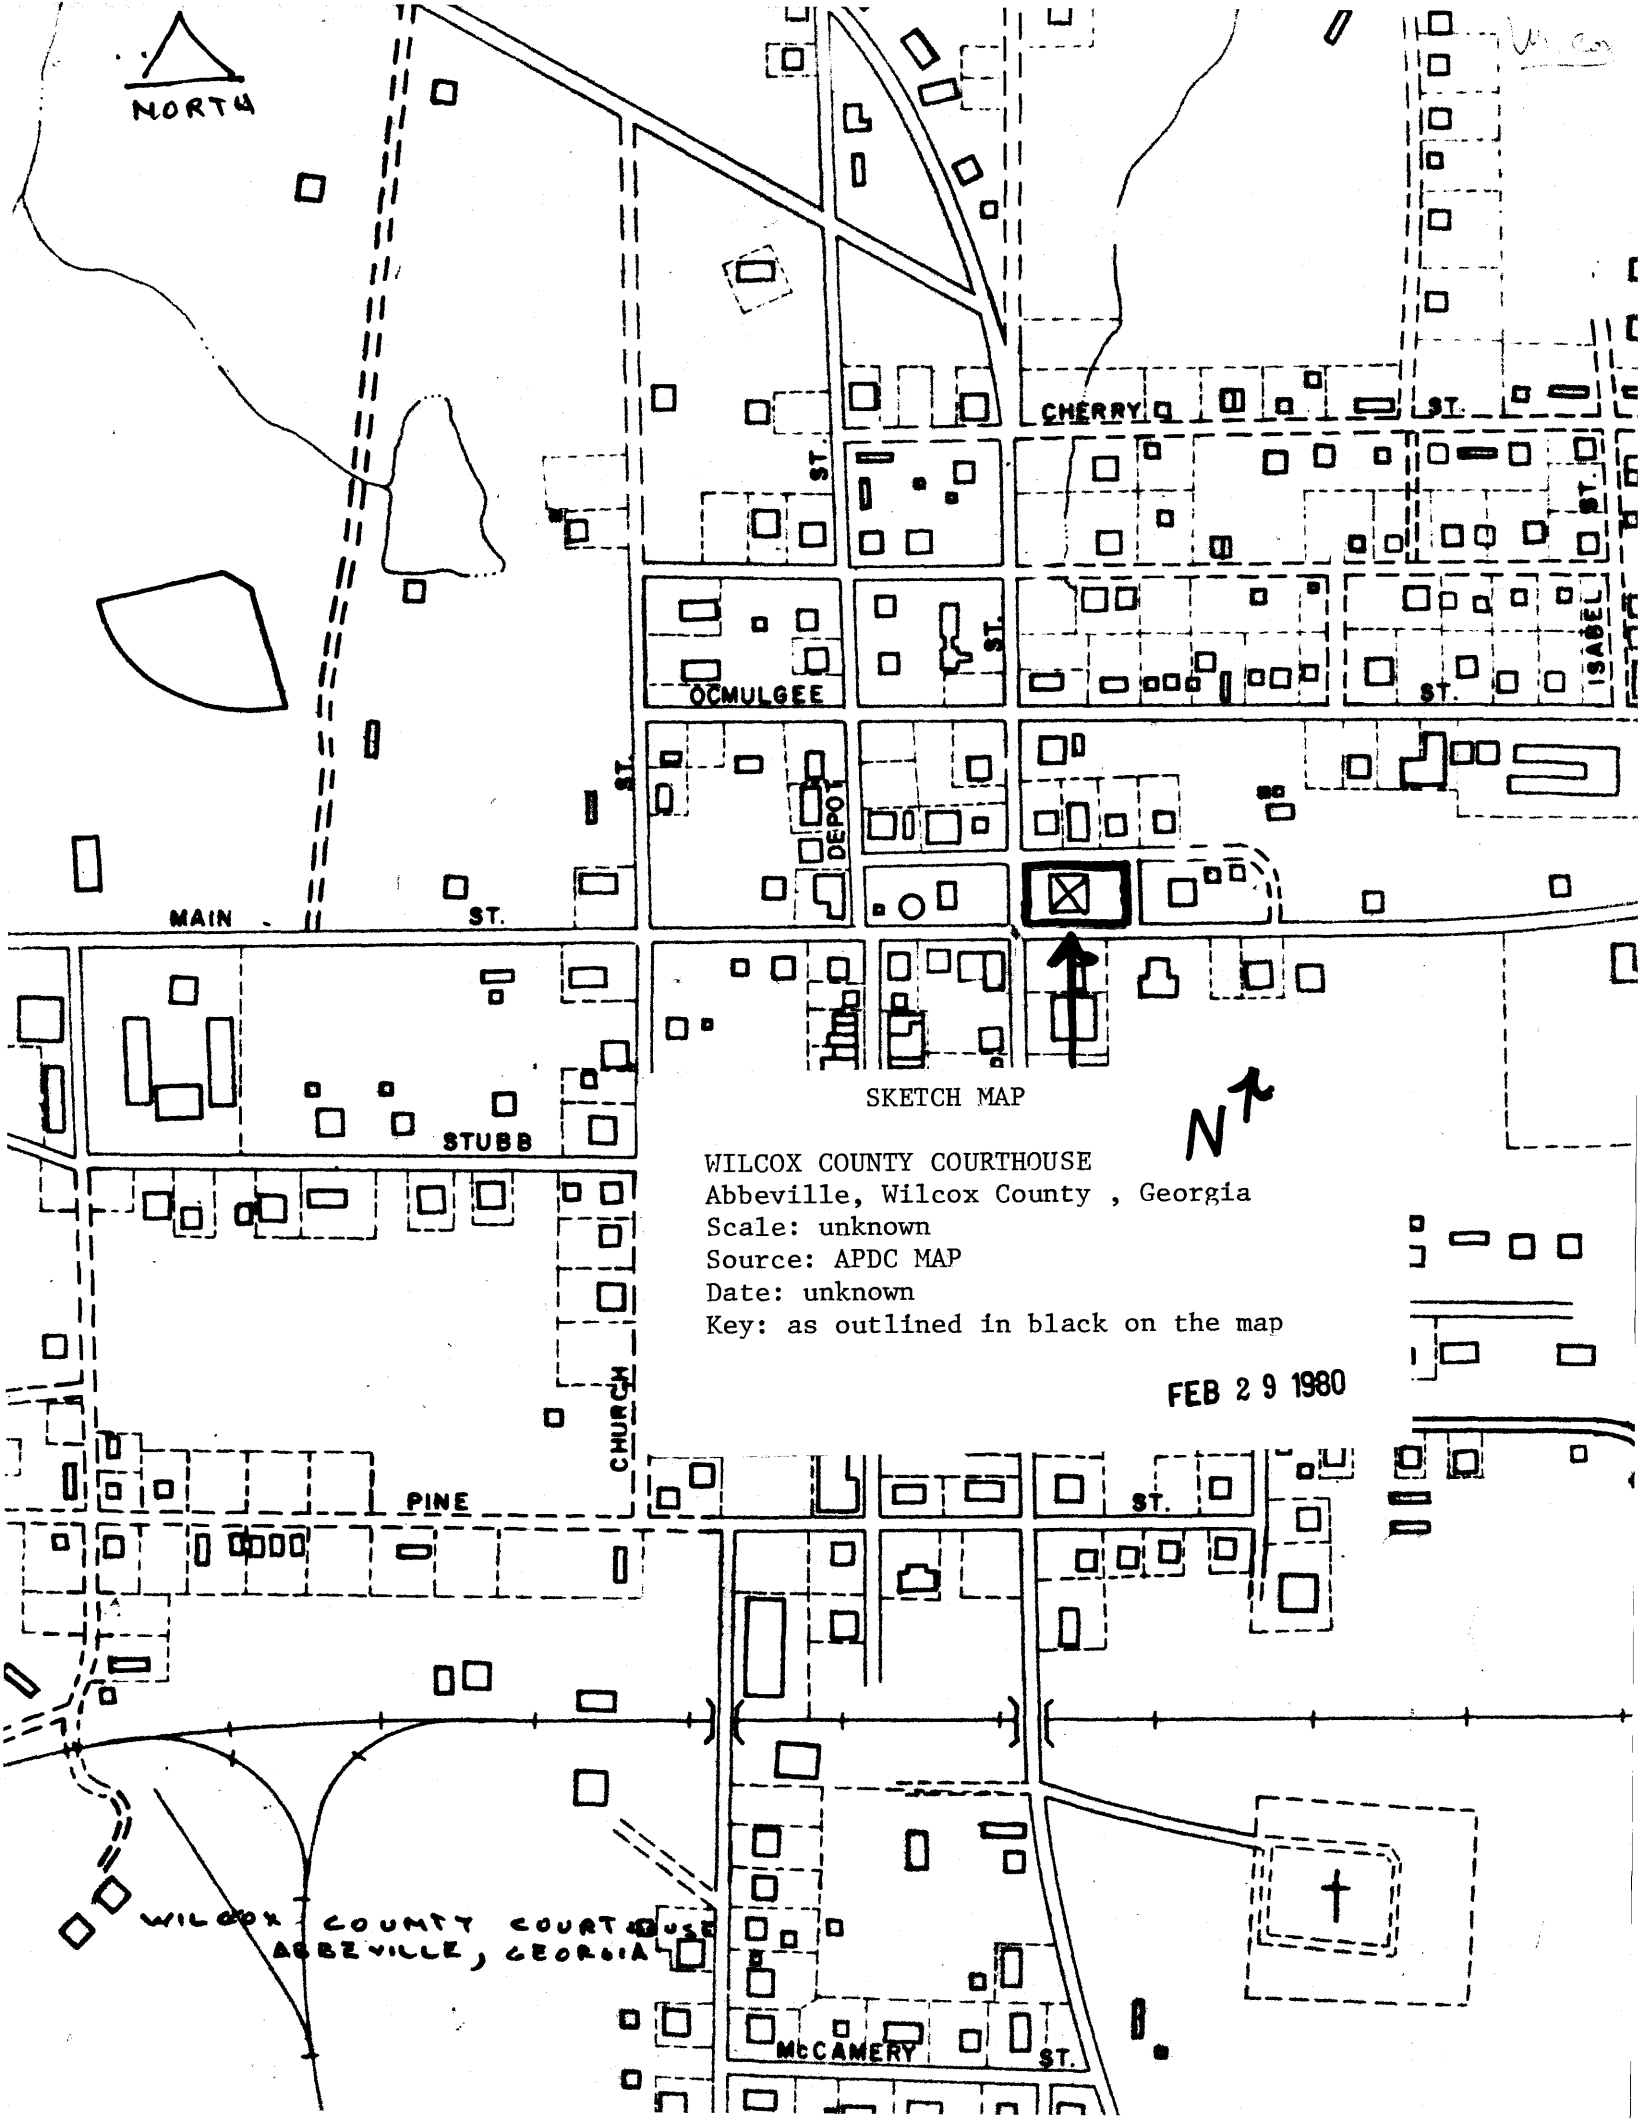 NORTH
CHERRY ST.
ST.
ST.
ST.
ISABEL
OCMULGEE ST.
ST.
DEPOT
MAIN ST.
SKETCH MAP
N
STUBB
WILCOX COUNTY COURTHOUSE
Abbeville, Wilcox County , Georgia
Scale: unknown
Source: APDC MAP
Date: unknown
Key: as outlined in black on the map
FEB 29 1980
CHURCH
PINE ST.
WILCOX COUNTY COURTHOUSE
ABBEVILLE, GEORGIA
McCAMERY ST.